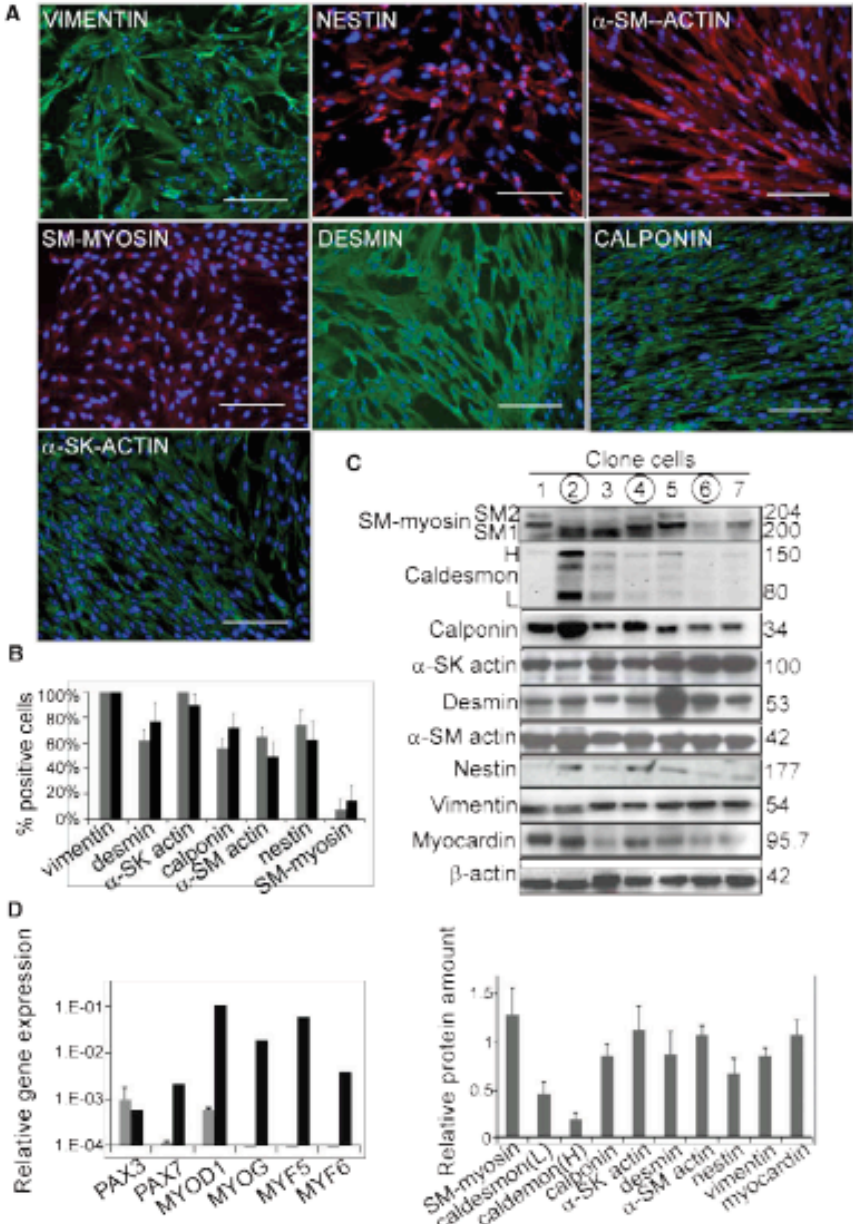 A
VIMENTIN
NESTIN
α-SM--ACTIN
SM-MYOSIN
DESMIN
CALPONIN
α-SK-ACTIN
C
Clone cells
1 2 3 4 5 6 7
SM-myosin SM2 204
SM1 200
H 150
Caldesmon
L 80
Calponin 34
α-SK actin 100
Desmin 53
α-SM actin 42
Nestin 177
Vimentin 54
Myocardin 95.7
β-actin 42
B
% positive cells
100%
80%
60%
40%
20%
0%
vimentin
desmin
α-SK actin
calponin
α-SM actin
nestin
SM-myosin
D
Relative gene expression
1.E-01
1.E-02
1.E-03
1.E-04
PAX3
PAX7
MYOD1
MYOG
MYF5
MYF6
Relative protein amount
1.5
1
0.5
0
SM-myosin
caldesmon(L)
caldemon(H)
calponin
α-SK actin
desmin
α-SM actin
nestin
vimentin
myocardin